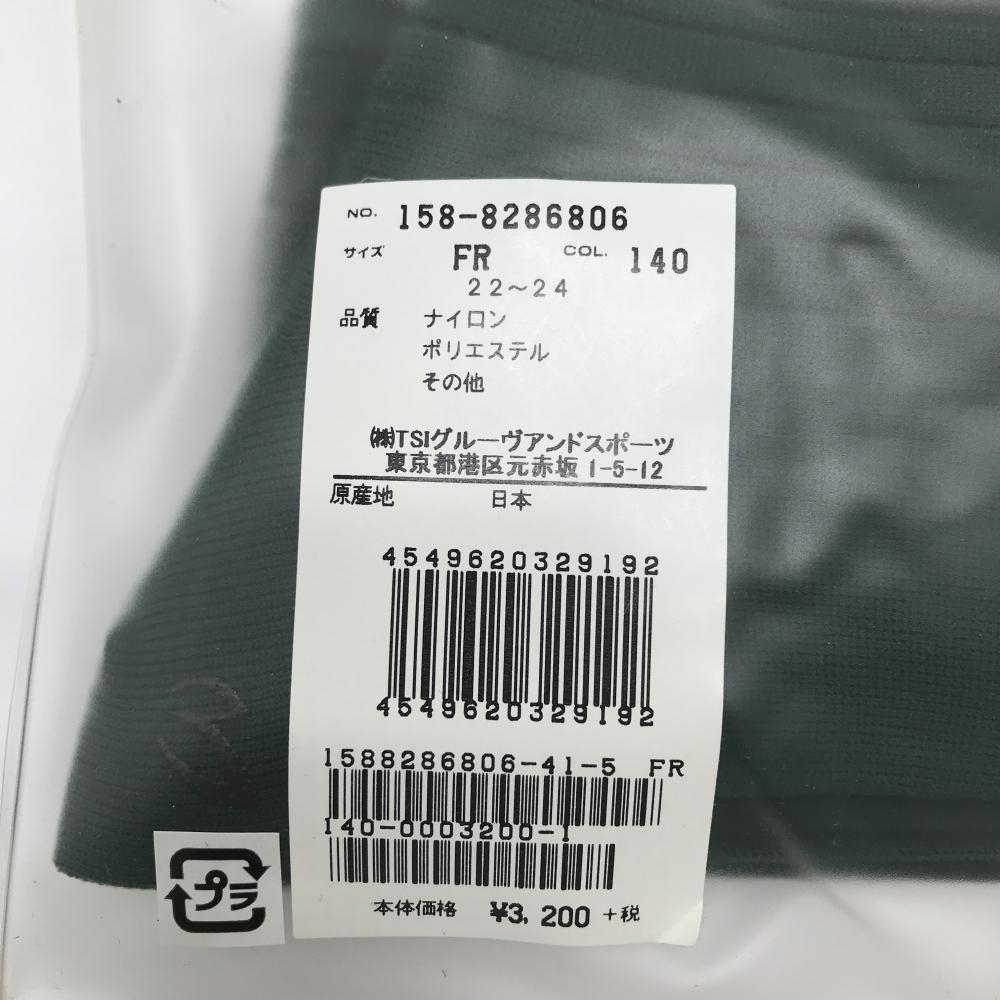 NO. 158-8286806
サイズ FR COL. 140
22~24
品質 ナイロン
ポリエステル
その他
㈱TSIグルーヴアンドスポーツ
東京都港区元赤坂 1-5-12
原産地 日本
4549620329192
4549620329192
1588286806-41-5 FR
140-0003200-1
本体価格 ¥3,200 +税
プラ